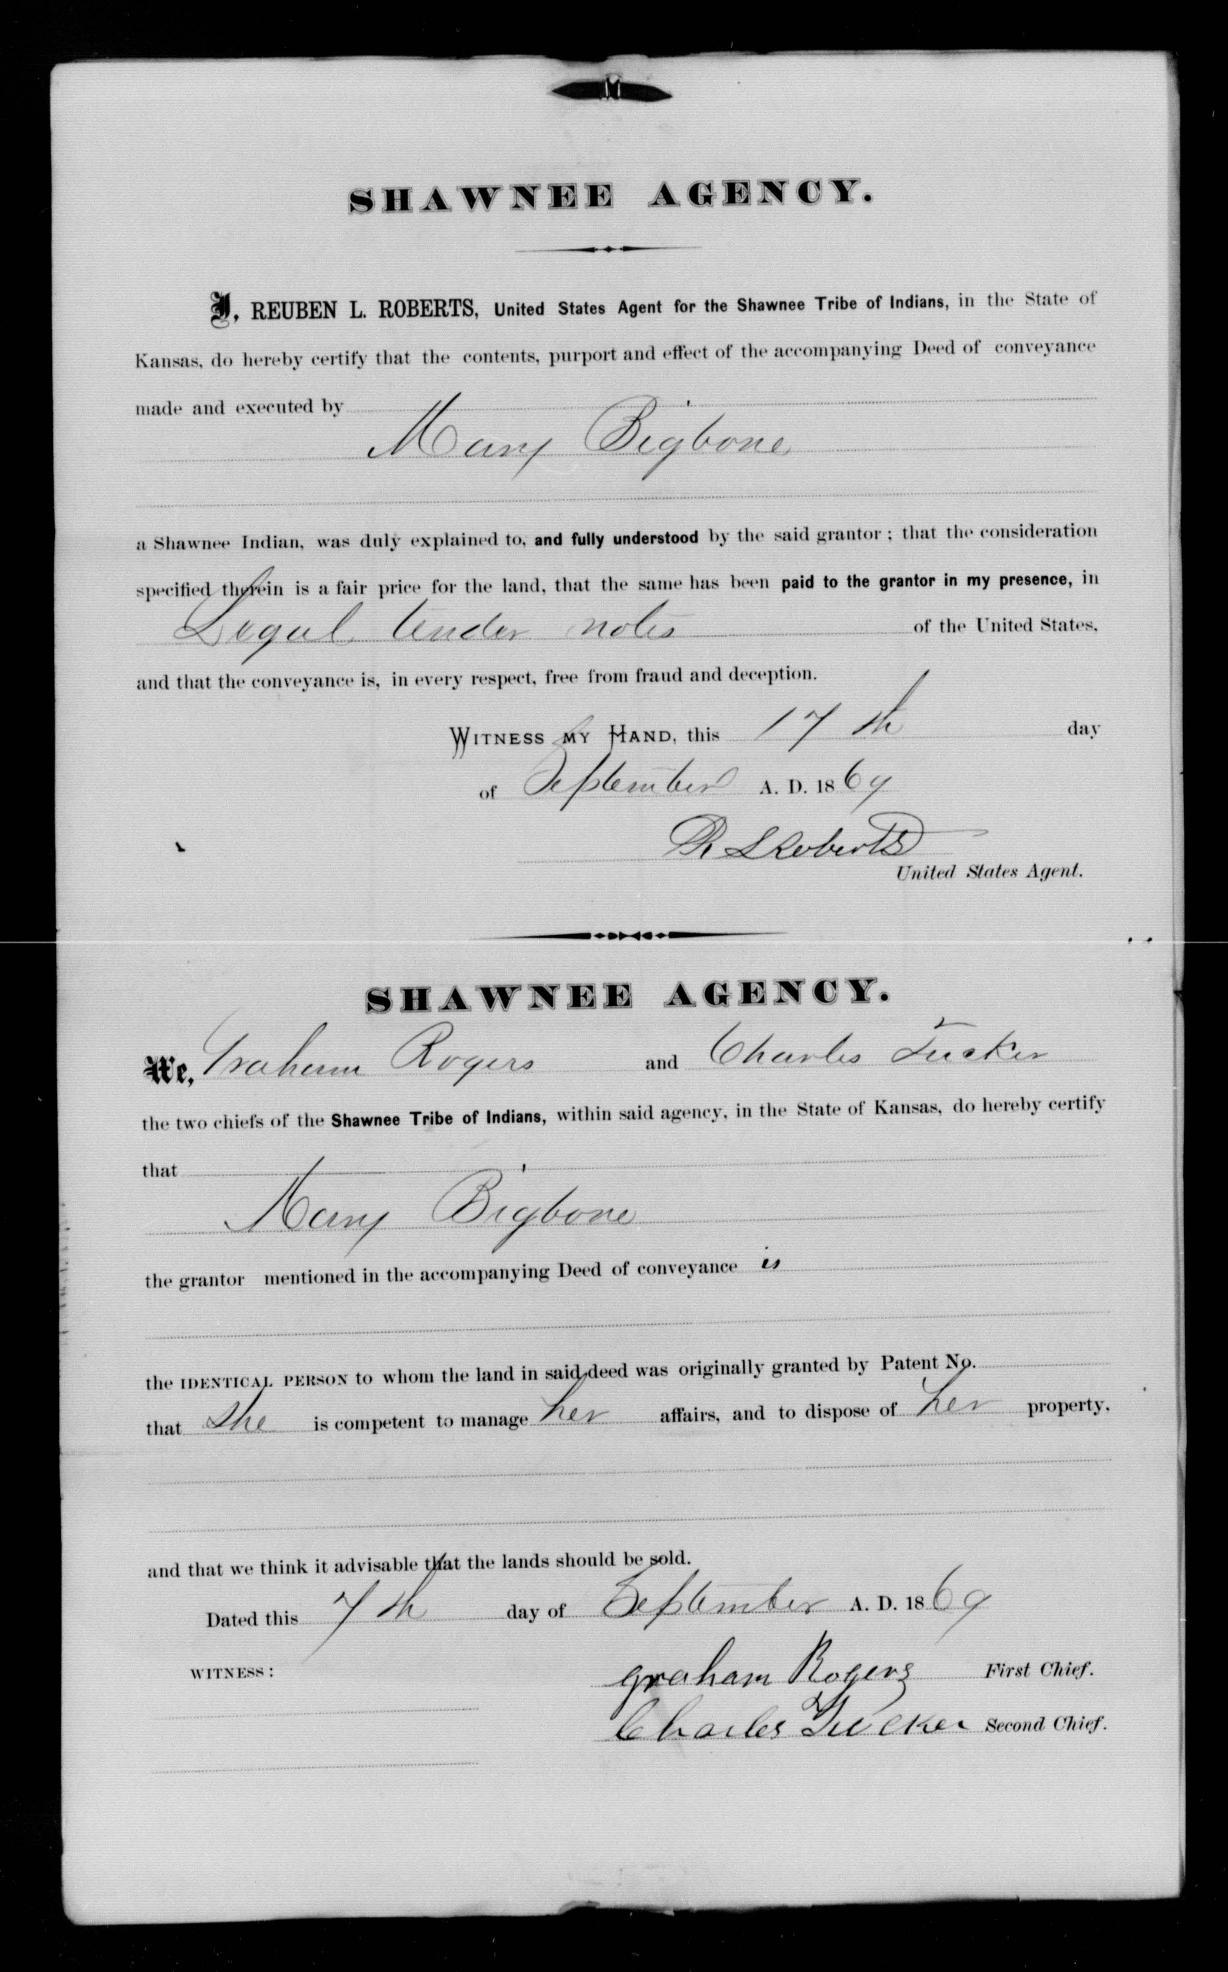 SHAWNEE AGENCY.
I, REUBEN L. ROBERTS, United States Agent for the Shawnee Tribe of Indians, in the State of
Kansas, do hereby certify that the contents, purport and effect of the accompanying Deed of conveyance
made and executed by
Mary Bigbone
a Shawnee Indian, was duly explained to, and fully understood by the said grantor; that the consideration
specified therein is a fair price for the land, that the same has been paid to the grantor in my presence, in
Legal tender notes of the United States,
and that the conveyance is, in every respect, free from fraud and deception.
WITNESS MY HAND, this 17th day
of September A. D. 1869
R L Roberts
United States Agent.
SHAWNEE AGENCY.
We, Graham Rogers and Charles Tucker
the two chiefs of the Shawnee Tribe of Indians, within said agency, in the State of Kansas, do hereby certify
that
Mary Bigbone
the grantor mentioned in the accompanying Deed of conveyance is
the IDENTICAL PERSON to whom the land in said deed was originally granted by Patent No.
that she is competent to manage her affairs, and to dispose of her property,
and that we think it advisable that the lands should be sold.
Dated this 7th day of September A. D. 1869
WITNESS: graham Rogers First Chief.
Charles Tucker Second Chief.